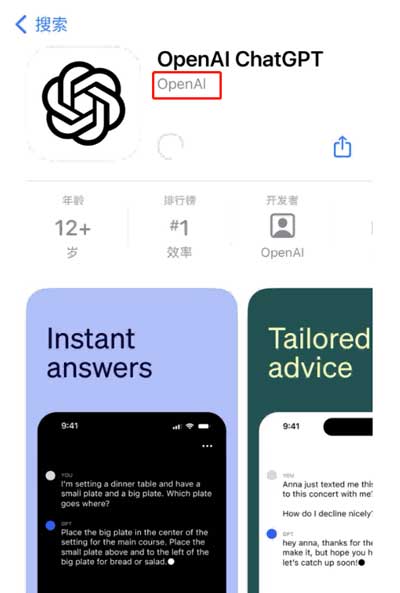 搜索
OpenAI ChatGPT
OpenAI
年龄
12+
岁
排行榜
#1
效率
开发者
OpenAI
Instant
answers
9:41
YOU
I'm setting a dinner table and have a
small plate and a big plate. Which plate
goes where?
GPT
Place the big plate in the center of the
setting for the main course. Place the
small plate above and to the left of the
big plate for bread or salad.
Tailored
advice
9:41
YOU
Anna just texted me this
to this concert with me?
How do I decline nicely?
GPT
hey anna, thanks for the
make it, but hope you h
let's catch up soon!